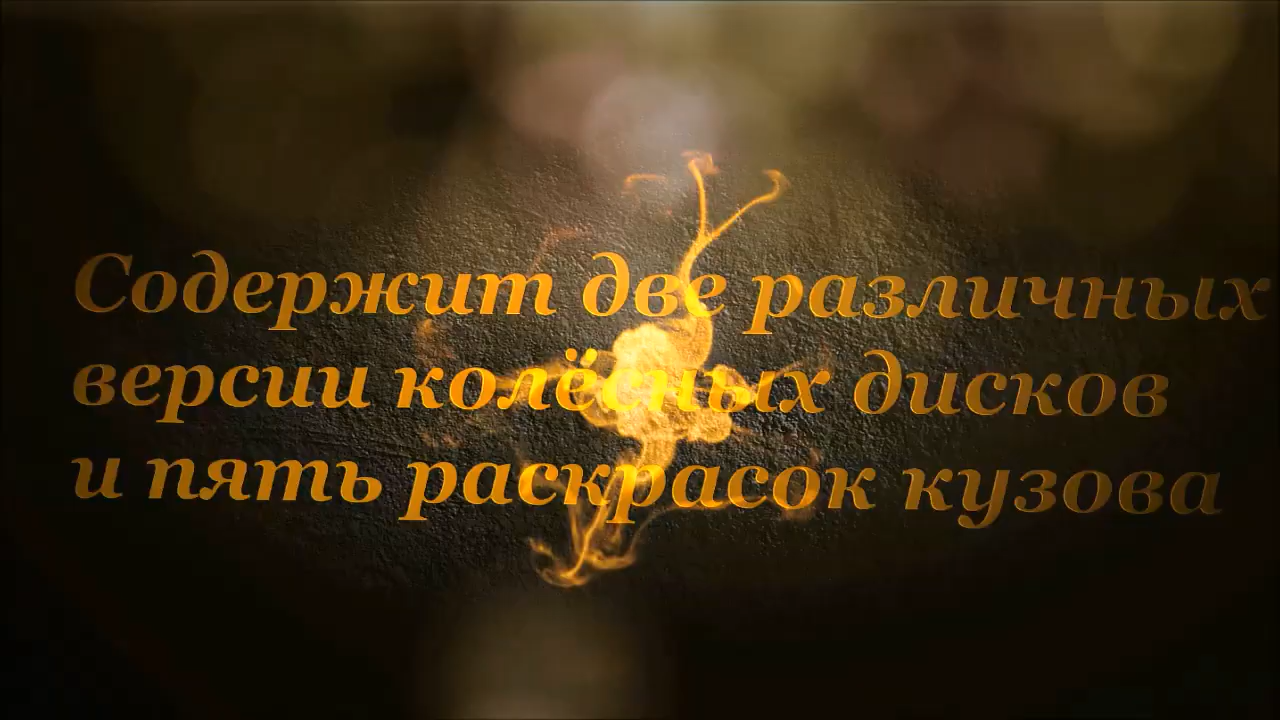 Содержит две различных
версии колёсных дисков
и пять раскрасок кузова